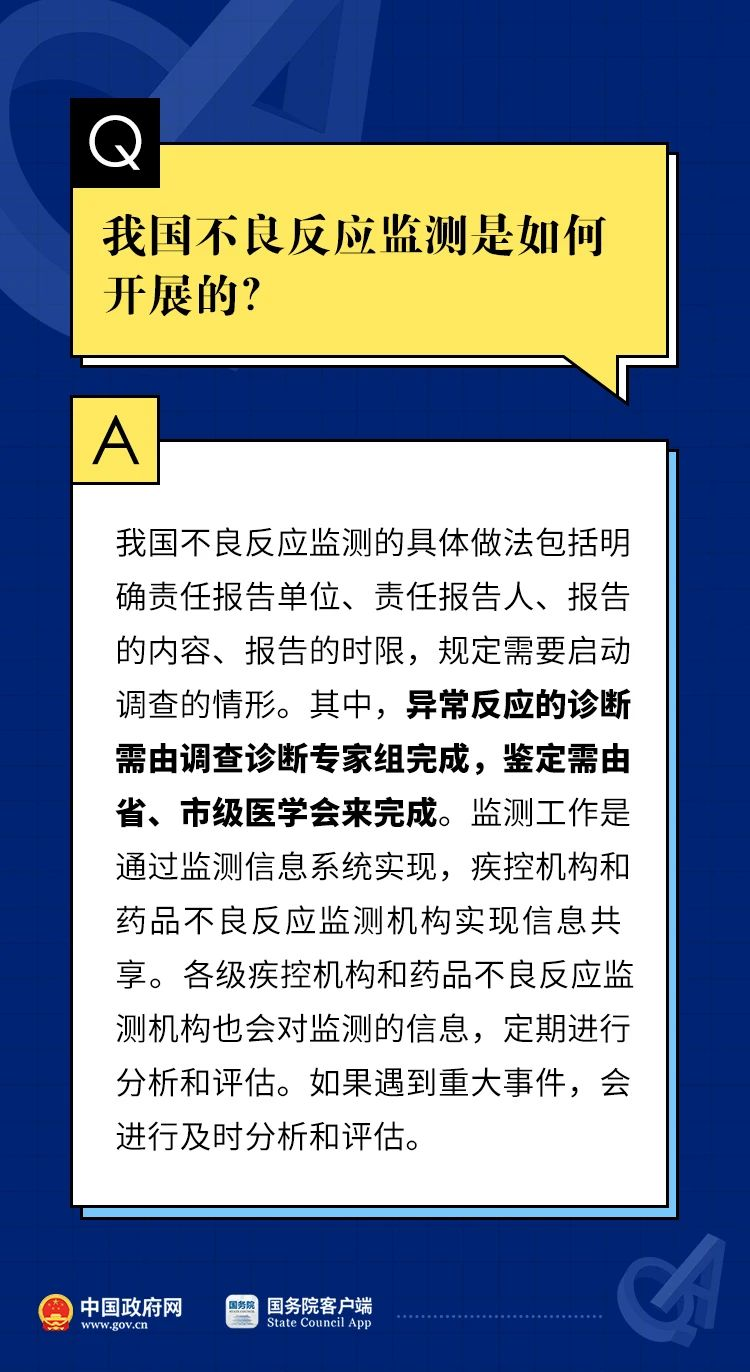 Q
我国不良反应监测是如何
开展的？
A
我国不良反应监测的具体做法包括明
确责任报告单位、责任报告人、报告
的内容、报告的时限，规定需要启动
调查的情形。其中，异常反应的诊断
需由调查诊断专家组完成，鉴定需由
省、市级医学会来完成。监测工作是
通过监测信息系统实现，疾控机构和
药品不良反应监测机构实现信息共
享。各级疾控机构和药品不良反应监
测机构也会对监测的信息，定期进行
分析和评估。如果遇到重大事件，会
进行及时分析和评估。
中国政府网
www.gov.cn
国务院
国务院客户端
State Council App
QA